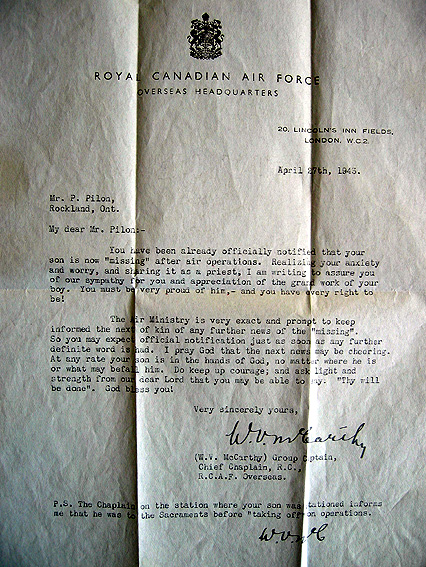 ROYAL CANADIAN AIR FORCE
OVERSEAS HEADQUARTERS
20, LINCOLN'S INN FIELDS,
LONDON, W.C.2.
April 27th, 1943.
Mr. P. Pilon,
Rockland, Ont.
My dear Mr. Pilon:-
You have been already officially notified that your
son is now "missing" after air operations. Realizing your anxiety
and worry, and sharing it as a priest, I am writing to assure you
of our sympathy for you and appreciation of the grand work of your
boy. You must be very proud of him,- and you have every right to
be!
The Air Ministry is very exact and prompt to keep
informed the next of kin of any further news of the "missing".
So you may expect official notification just as soon as any further
definite word is had. I pray God that the next news may be cheering.
At any rate your son is in the hands of God, no matter where he is
or what may befall him. Do keep up courage; and ask light and
strength from our dear Lord that you may be able to say: "Thy will
be done". God bless you!
Very sincerely yours,
W.V. McCarthy
(W.V. McCarthy) Group Captain,
Chief Chaplain, R.C.,
R.C.A.F. Overseas.
P.S. The Chaplain on the station where your son was stationed informs
me that he was to the Sacraments before "taking off" on operations.
W.V.McC